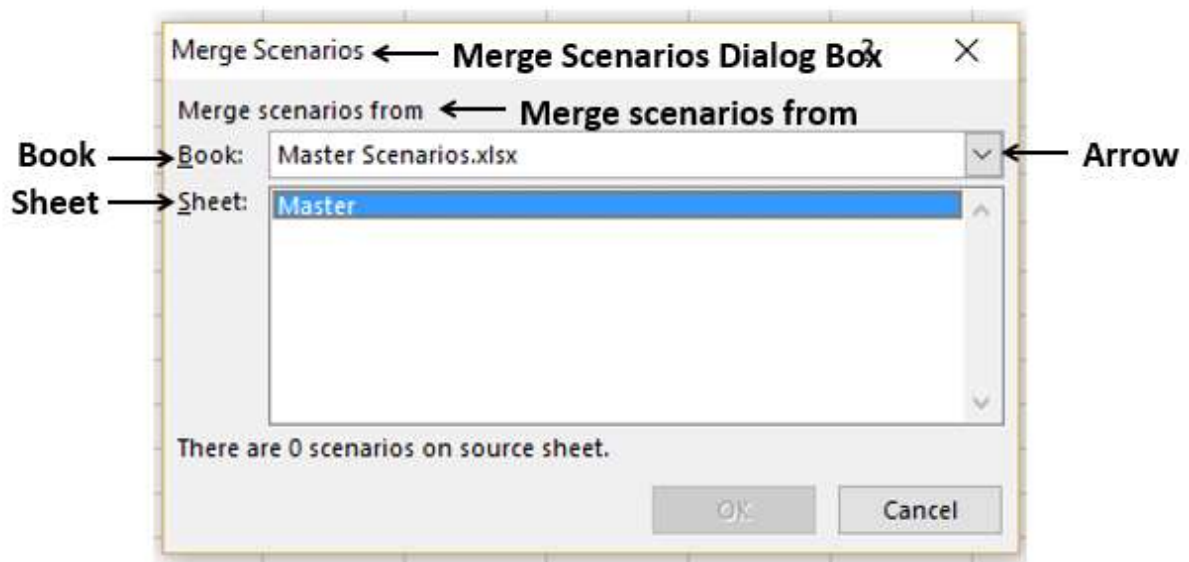 Merge Scenarios Merge Scenarios Dialog Box ?
Merge scenarios from Merge scenarios from
Book Book: Master Scenarios.xlsx Arrow
Sheet Sheet: Master
There are 0 scenarios on source sheet.
OK Cancel